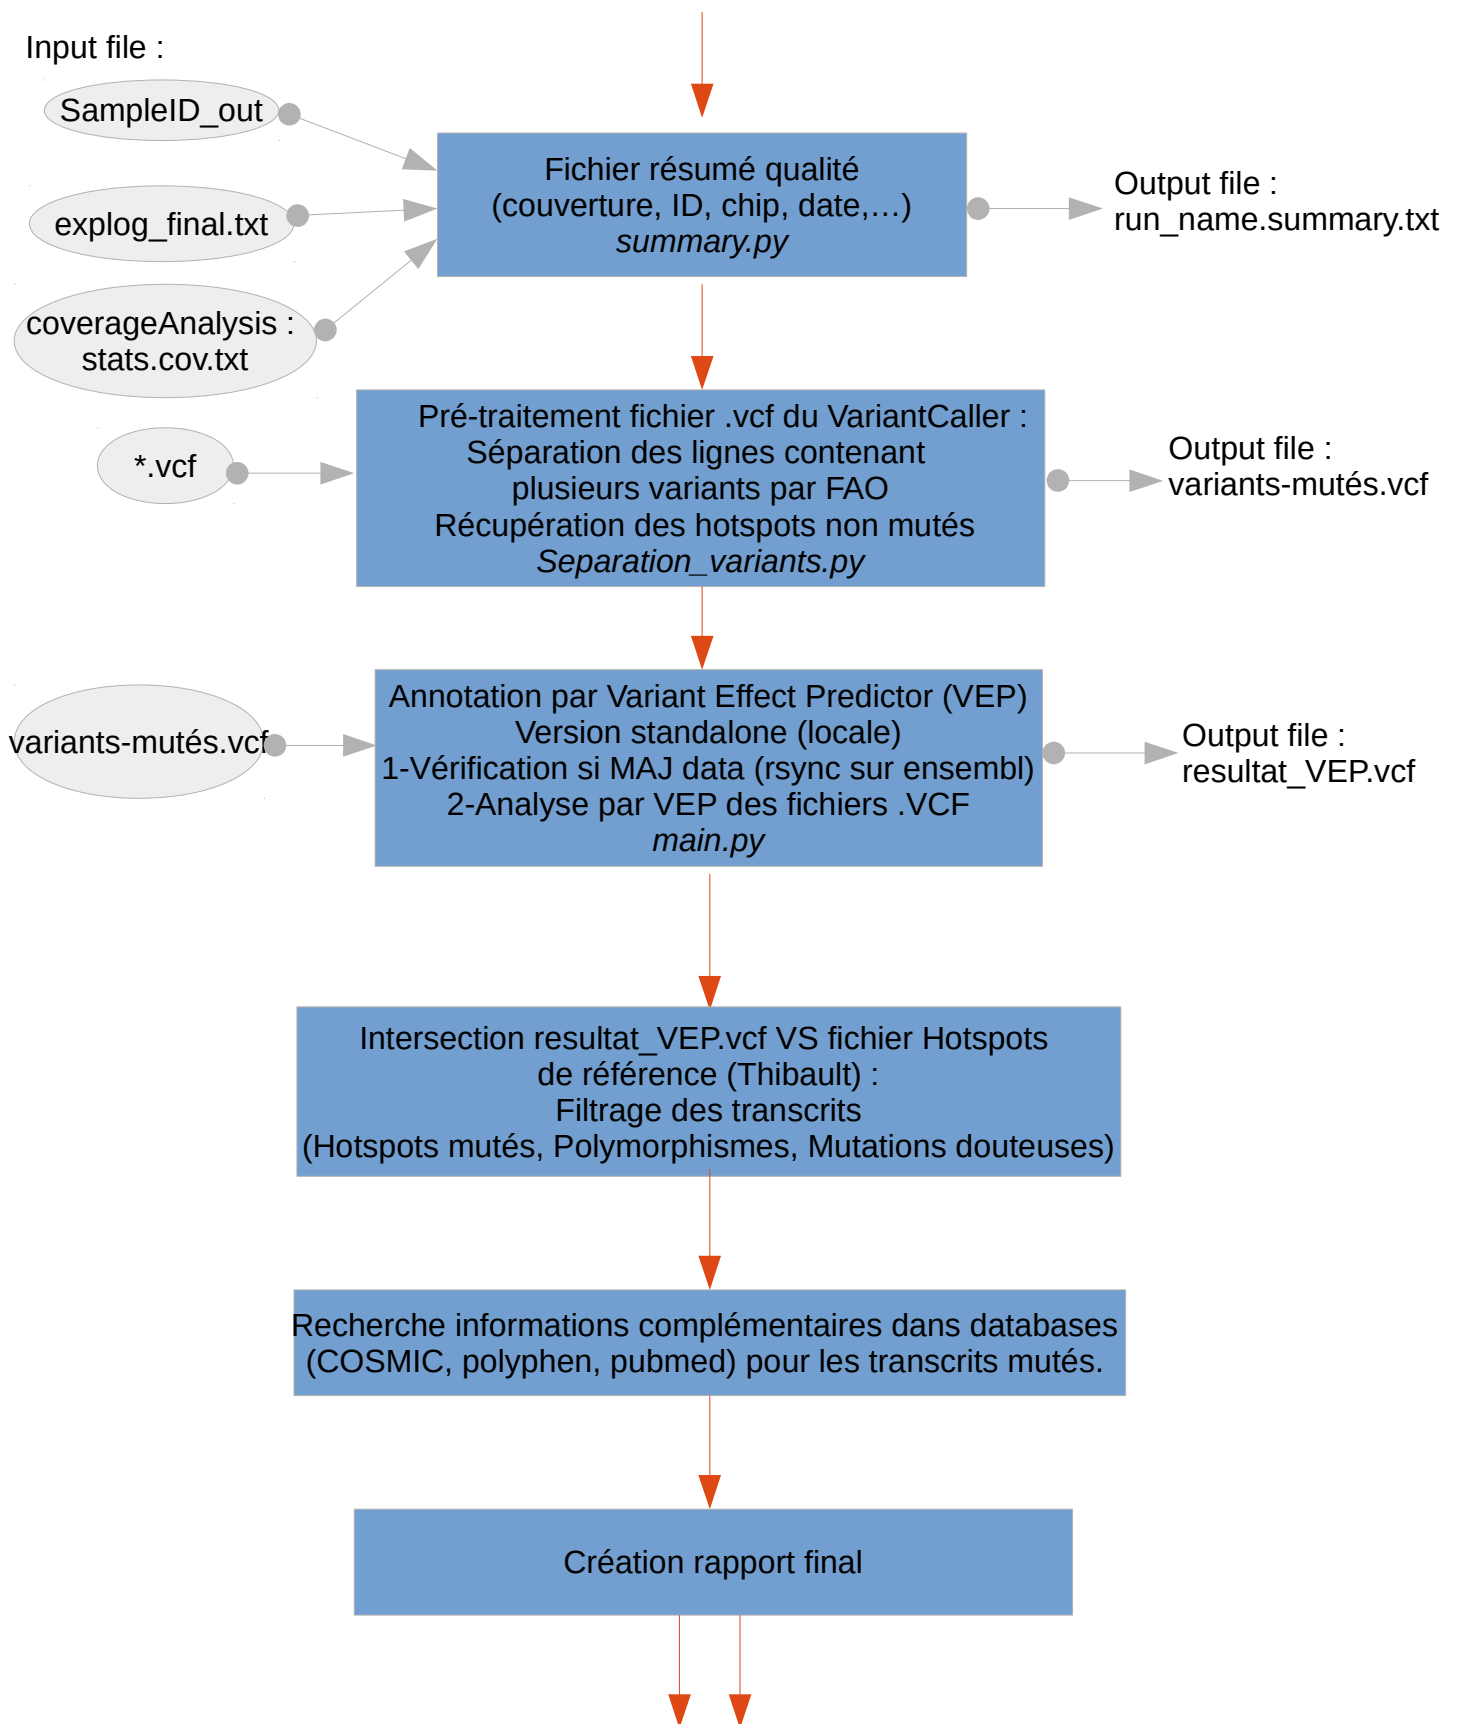 Input file :
SampleID_out
explog_final.txt
coverageAnalysis :
stats.cov.txt
Fichier résumé qualité
(couverture, ID, chip, date,…)
summary.py
Output file :
run_name.summary.txt
*.vcf
Pré-traitement fichier .vcf du VariantCaller :
Séparation des lignes contenant
plusieurs variants par FAO
Récupération des hotspots non mutés
Separation_variants.py
Output file :
variants-mutés.vcf
variants-mutés.vcf
Annotation par Variant Effect Predictor (VEP)
Version standalone (locale)
1-Vérification si MAJ data (rsync sur ensembl)
2-Analyse par VEP des fichiers .VCF
main.py
Output file :
resultat_VEP.vcf
Intersection resultat_VEP.vcf VS fichier Hotspots
de référence (Thibault) :
Filtrage des transcrits
(Hotspots mutés, Polymorphismes, Mutations douteuses)
Recherche informations complémentaires dans databases
(COSMIC, polyphen, pubmed) pour les transcrits mutés.
Création rapport final